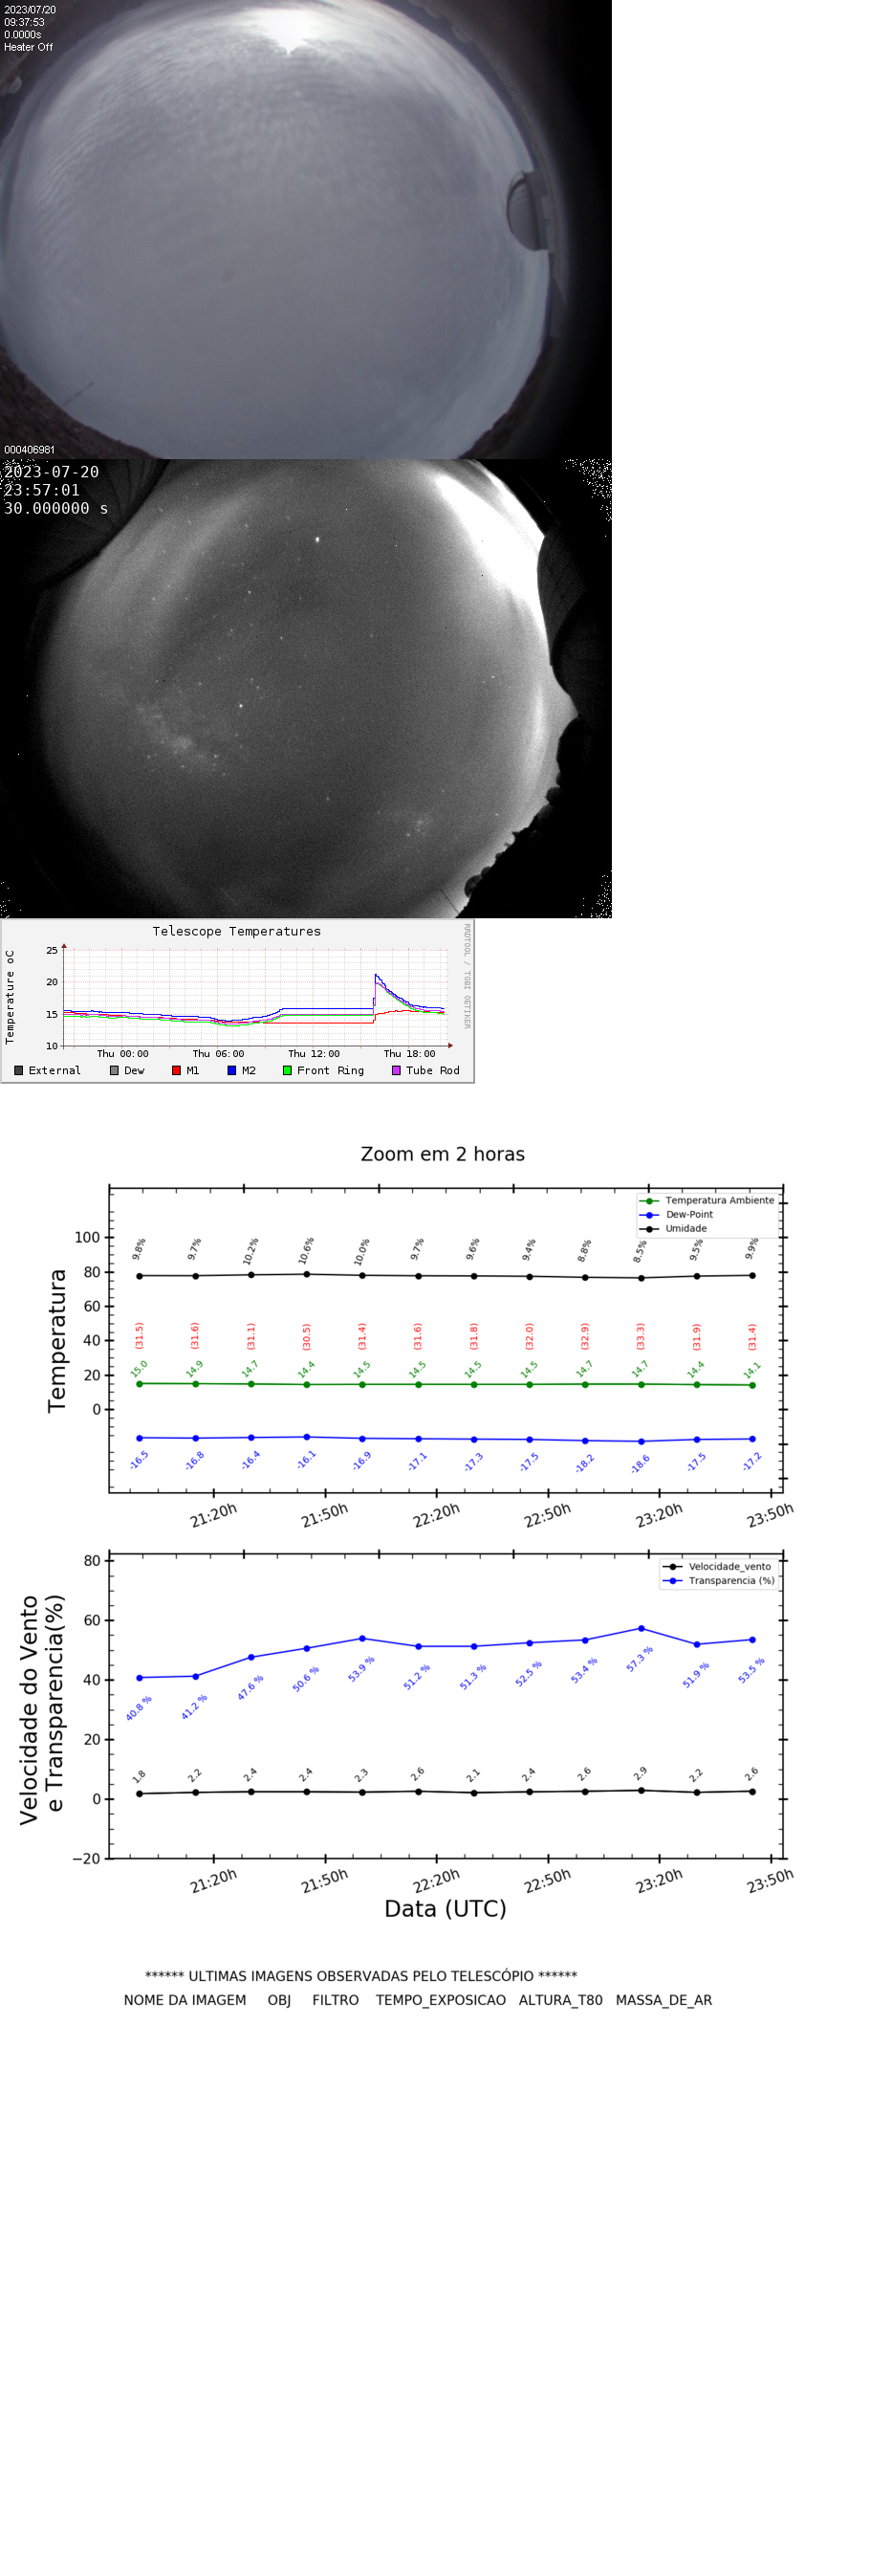 2023/07/20
09:37:53
0.0000s
Heater Off
000406981
2023-07-20
23:57:01
30.000000 s
Telescope Temperatures
RRDTOOL / TOBI OETIKER
Temperature oC
25
20
15
10
Thu 00:00 Thu 06:00 Thu 12:00 Thu 18:00
External Dew M1 M2 Front Ring Tube Rod
Zoom em 2 horas
Temperatura Ambiente
Dew-Point
Umidade
Temperatura
100
80
60
40
20
0
9.8% 9.7% 10.2% 10.6% 10.0% 9.7% 9.6% 9.4% 8.8% 8.5% 9.5% 9.9%
(31.5) (31.6) (31.1) (30.5) (31.4) (31.6) (31.8) (32.0) (32.9) (33.3) (31.9) (31.4)
15.0 14.9 14.7 14.4 14.5 14.5 14.5 14.5 14.7 14.7 14.4 14.1
-16.5 -16.8 -16.4 -16.1 -16.9 -17.1 -17.3 -17.5 -18.2 -18.6 -17.5 -17.2
21:20h 21:50h 22:20h 22:50h 23:20h 23:50h
Velocidade_vento
Transparencia (%)
Velocidade do Vento
e Transparencia(%)
80
60
40
20
0
−20
40.8 % 41.2 % 47.6 % 50.6 % 53.9 % 51.2 % 51.3 % 52.5 % 53.4 % 57.3 % 51.9 % 53.5 %
1.8 2.2 2.4 2.4 2.3 2.6 2.1 2.4 2.6 2.9 2.2 2.6
21:20h 21:50h 22:20h 22:50h 23:20h 23:50h
Data (UTC)
****** ULTIMAS IMAGENS OBSERVADAS PELO TELESCÓPIO ******
NOME DA IMAGEM OBJ FILTRO TEMPO_EXPOSICAO ALTURA_T80 MASSA_DE_AR